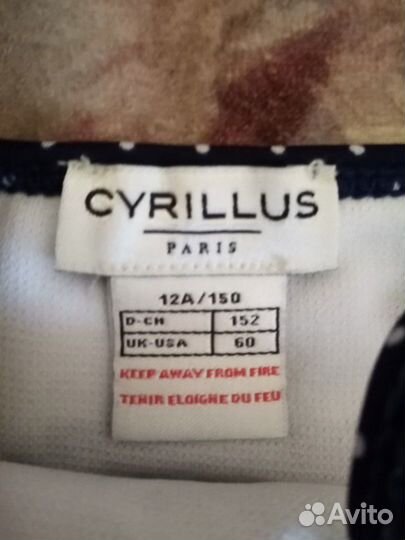 CYRILLUS
PARIS
12A/150
D-CH 152
UK-USA 60
KEEP AWAY FROM FIRE
TENIR ELOIGNE DU FEU
Avito